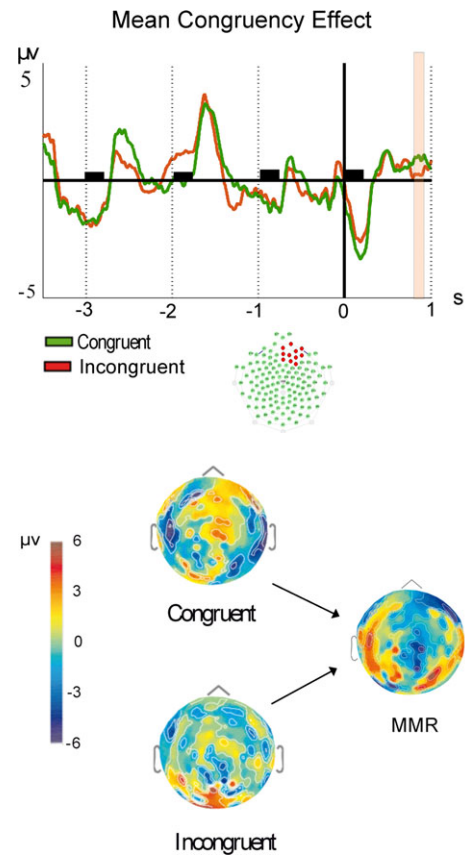 Mean Congruency Effect
μv
5
-5
-3 -2 -1 0 1 s
Congruent
Incongruent
μv
6
3
0
-3
-6
Congruent
MMR
Incongruent